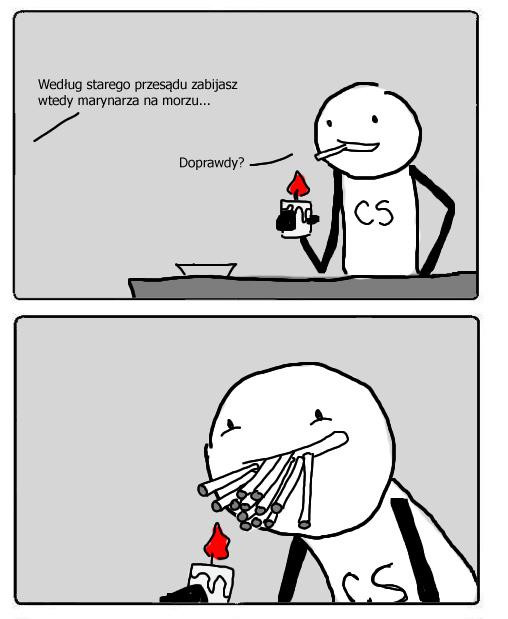 Według starego przesądu zabijasz
wtedy marynarza na morzu...
Doprawdy?
CS
CS